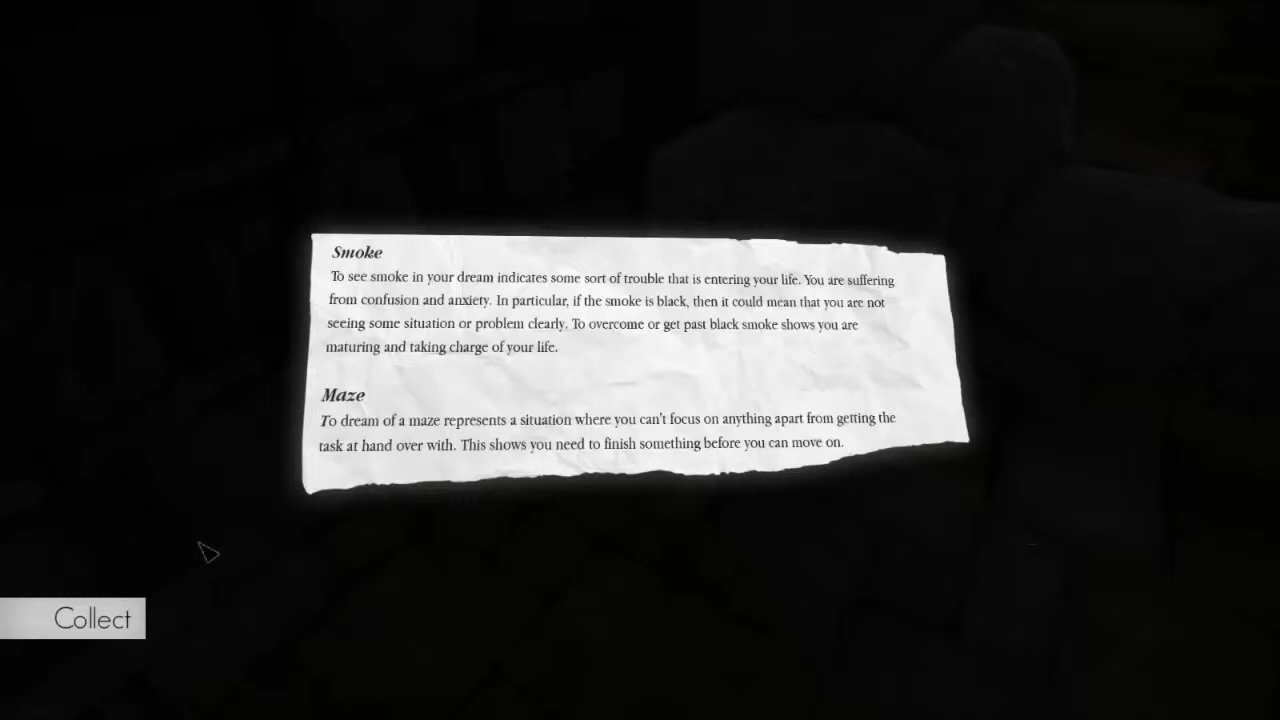 Smoke
To see smoke in your dream indicates some sort of trouble that is entering your life. You are suffering
from confusion and anxiety. In particular, if the smoke is black, then it could mean that you are not
seeing some situation or problem clearly. To overcome or get past black smoke shows you are
maturing and taking charge of your life.
Maze
To dream of a maze represents a situation where you can't focus on anything apart from getting the
task at hand over with. This shows you need to finish something before you can move on.
Collect